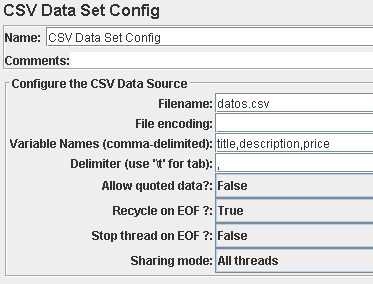 CSV Data Set Config
Name: CSV Data Set Config
Comments:
Configure the CSV Data Source
Filename: datos.csv
File encoding:
Variable Names (comma-delimited): title,description,price
Delimiter (use '\t' for tab): ,
Allow quoted data?: False
Recycle on EOF ?: True
Stop thread on EOF ?: False
Sharing mode: All threads